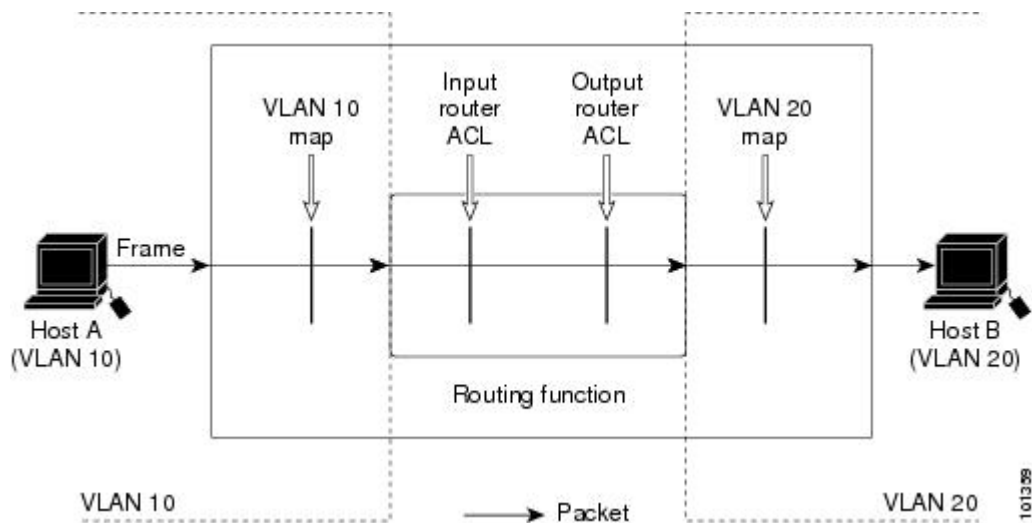 VLAN 10
map
Input
router
ACL
Output
router
ACL
VLAN 20
map
Frame
Host A
(VLAN 10)
Host B
(VLAN 20)
Routing function
VLAN 10
Packet
VLAN 20
101359